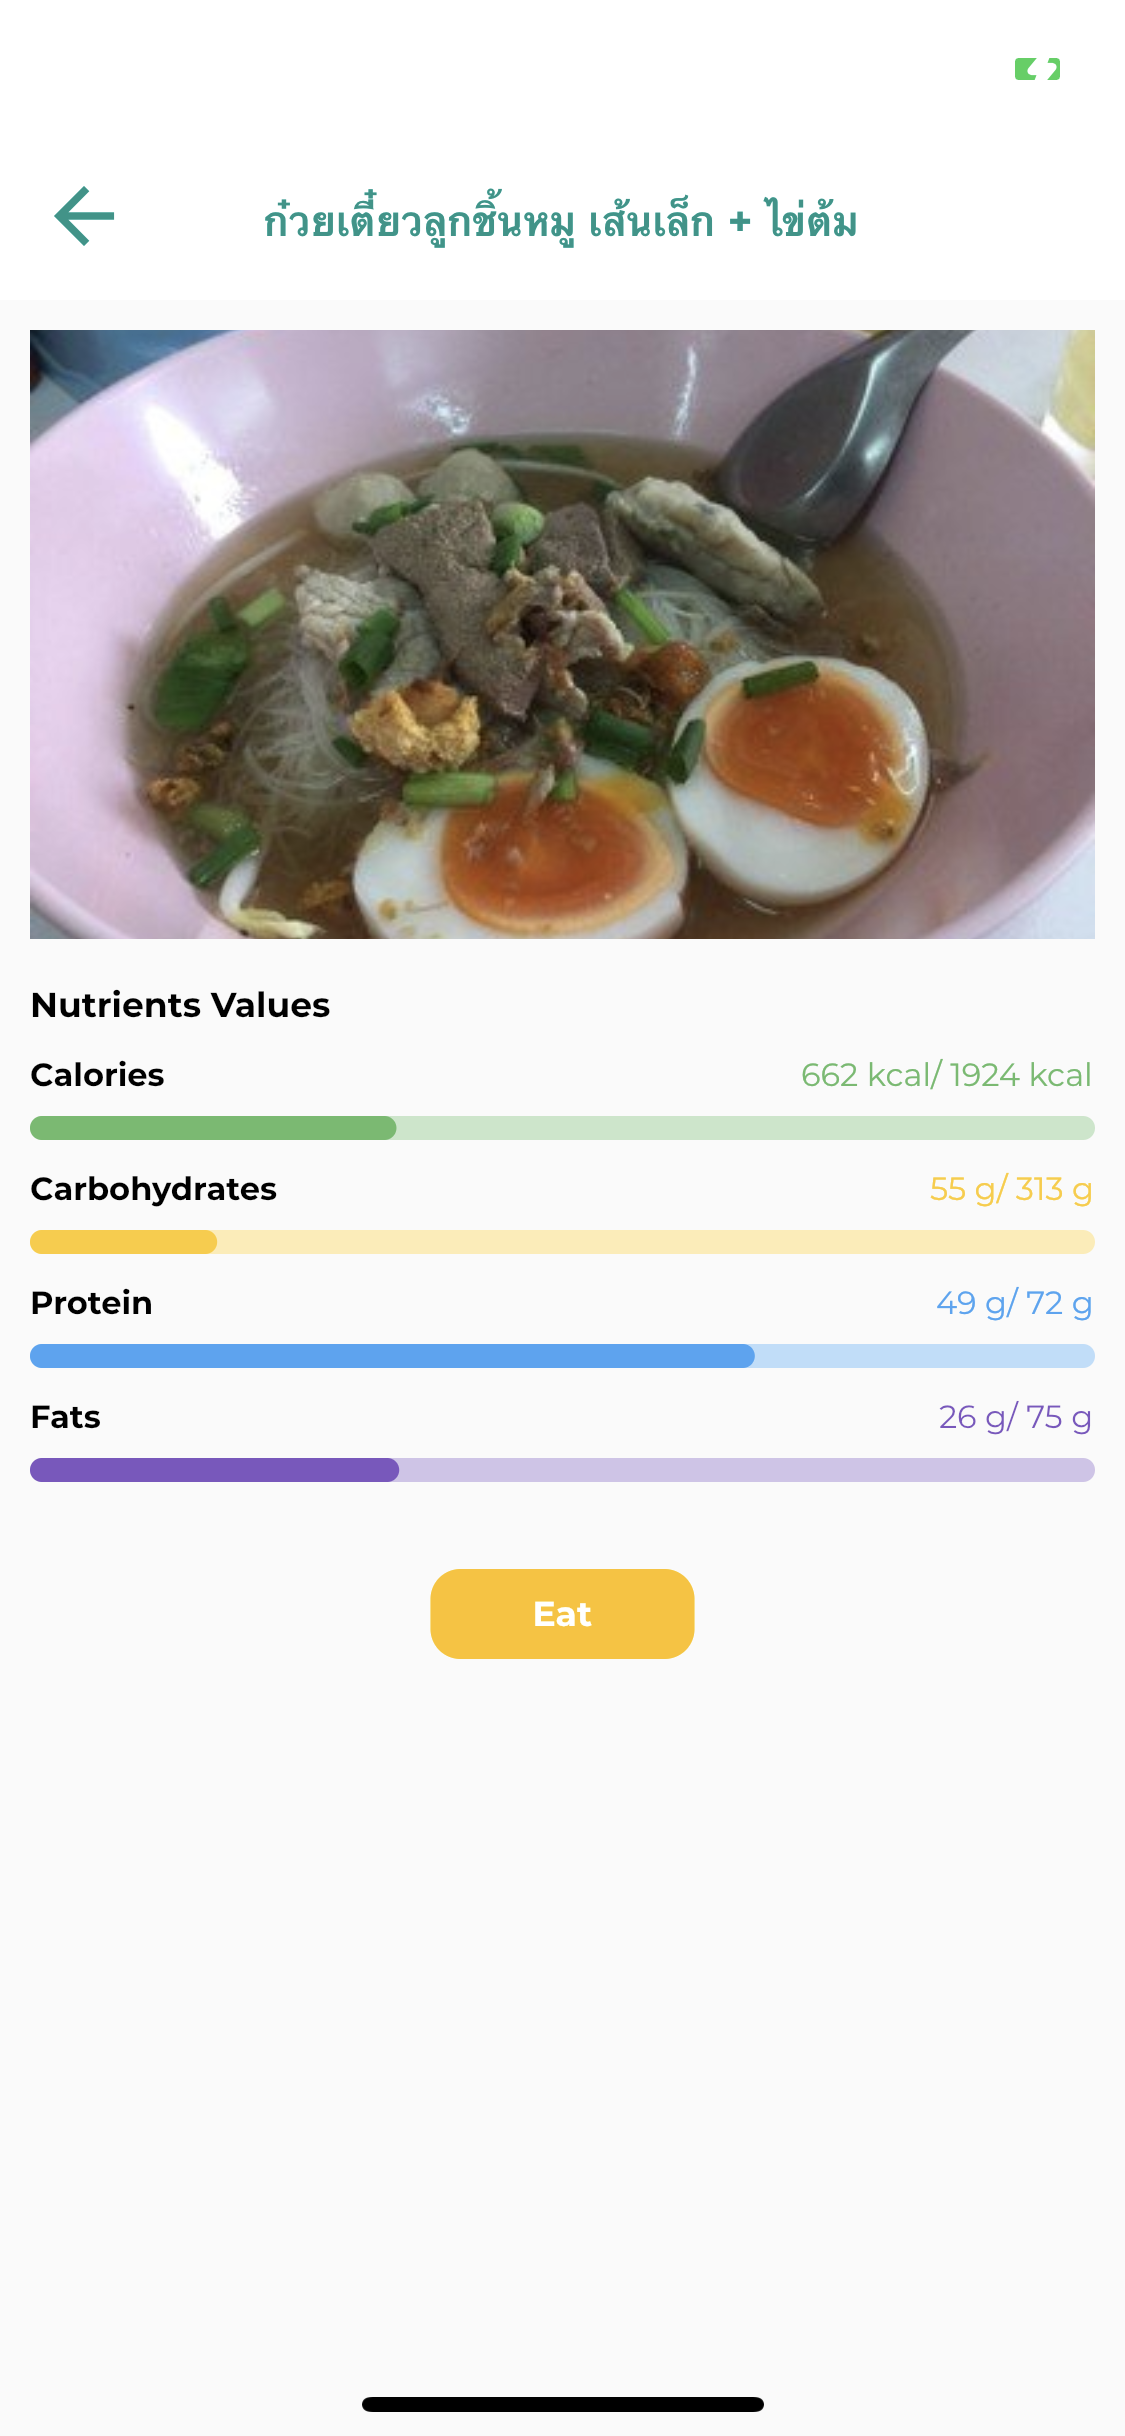 ก๋วยเตี๋ยวลูกชิ้นหมู เส้นเล็ก + ไข่ต้ม
Nutrients Values
Calories 662 kcal/ 1924 kcal
Carbohydrates 55 g/ 313 g
Protein 49 g/ 72 g
Fats 26 g/ 75 g
Eat